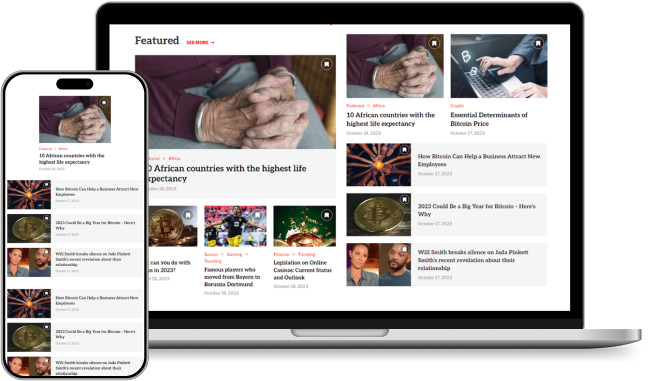 Featured SEE MORE →
Soccer • Africa
0 African countries with the highest life
xpectancy
ober 18, 2023
can you do with
in in 2023?
18, 2023
Soccer • Gaming •
Trending
Famous players who
moved from Bayern to
Borussia Dortmund
October 18, 2023
Finance • Trending
Legislation on Online
Casinos: Current Status
and Outlook
October 18, 2023
Featured • Africa
10 African countries with the
highest life expectancy
October 18, 2023
Crypto
Essential Determinants of
Bitcoin Price
October 17, 2023
How Bitcoin Can Help a Business Attract New
Employees
October 17, 2023
2023 Could Be a Big Year for Bitcoin – Here's
Why
October 17, 2023
Will Smith breaks silence on Jada Pinkett
Smith's recent revelation about their
relationship
October 17, 2023
Featured • Africa
10 African countries with the
highest life expectancy
October 18, 2023
How Bitcoin Can Help a Business Attract New
Employees
October 17, 2023
2023 Could Be a Big Year for Bitcoin – Here's
Why
October 17, 2023
Will Smith breaks silence on Jada Pinkett
Smith's recent revelation about their
relationship
October 17, 2023
How Bitcoin Can Help a Business Attract New
Employees
October 17, 2023
2023 Could Be a Big Year for Bitcoin – Here's
Why
October 17, 2023
Will Smith breaks silence on Jada Pinkett
Smith's recent revelation about their
relationship